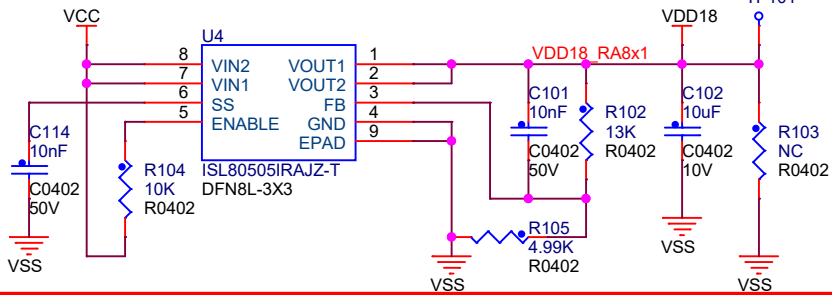 VCC
VDD18
U4
8 VIN2 VOUT1 1
7 VIN1 VOUT2 2
6 SS FB 3
5 ENABLE GND 4
EPAD 9
ISL80505IRAJZ-T
DFN8L-3X3
VDD18_RA8x1
C114
10nF
C0402
50V
VSS
R104
10K
R0402
C101
10nF
C0402
50V
R102
13K
R0402
C102
10uF
C0402
10V
VSS
R103
NC
R0402
VSS
R105
4.99K
R0402
VSS